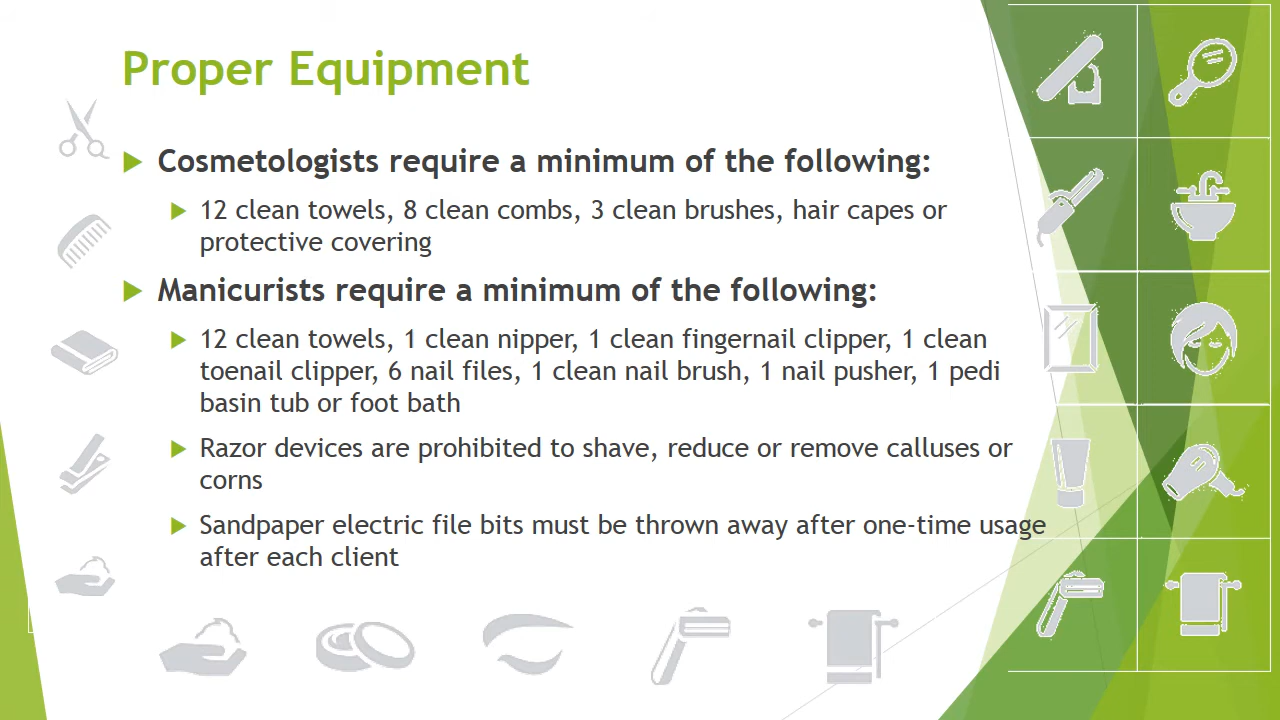 Proper Equipment
Cosmetologists require a minimum of the following:
12 clean towels, 8 clean combs, 3 clean brushes, hair capes or
protective covering
Manicurists require a minimum of the following:
12 clean towels, 1 clean nipper, 1 clean fingernail clipper, 1 clean
toenail clipper, 6 nail files, 1 clean nail brush, 1 nail pusher, 1 pedi
basin tub or foot bath
Razor devices are prohibited to shave, reduce or remove calluses or
corns
Sandpaper electric file bits must be thrown away after one-time usage
after each client